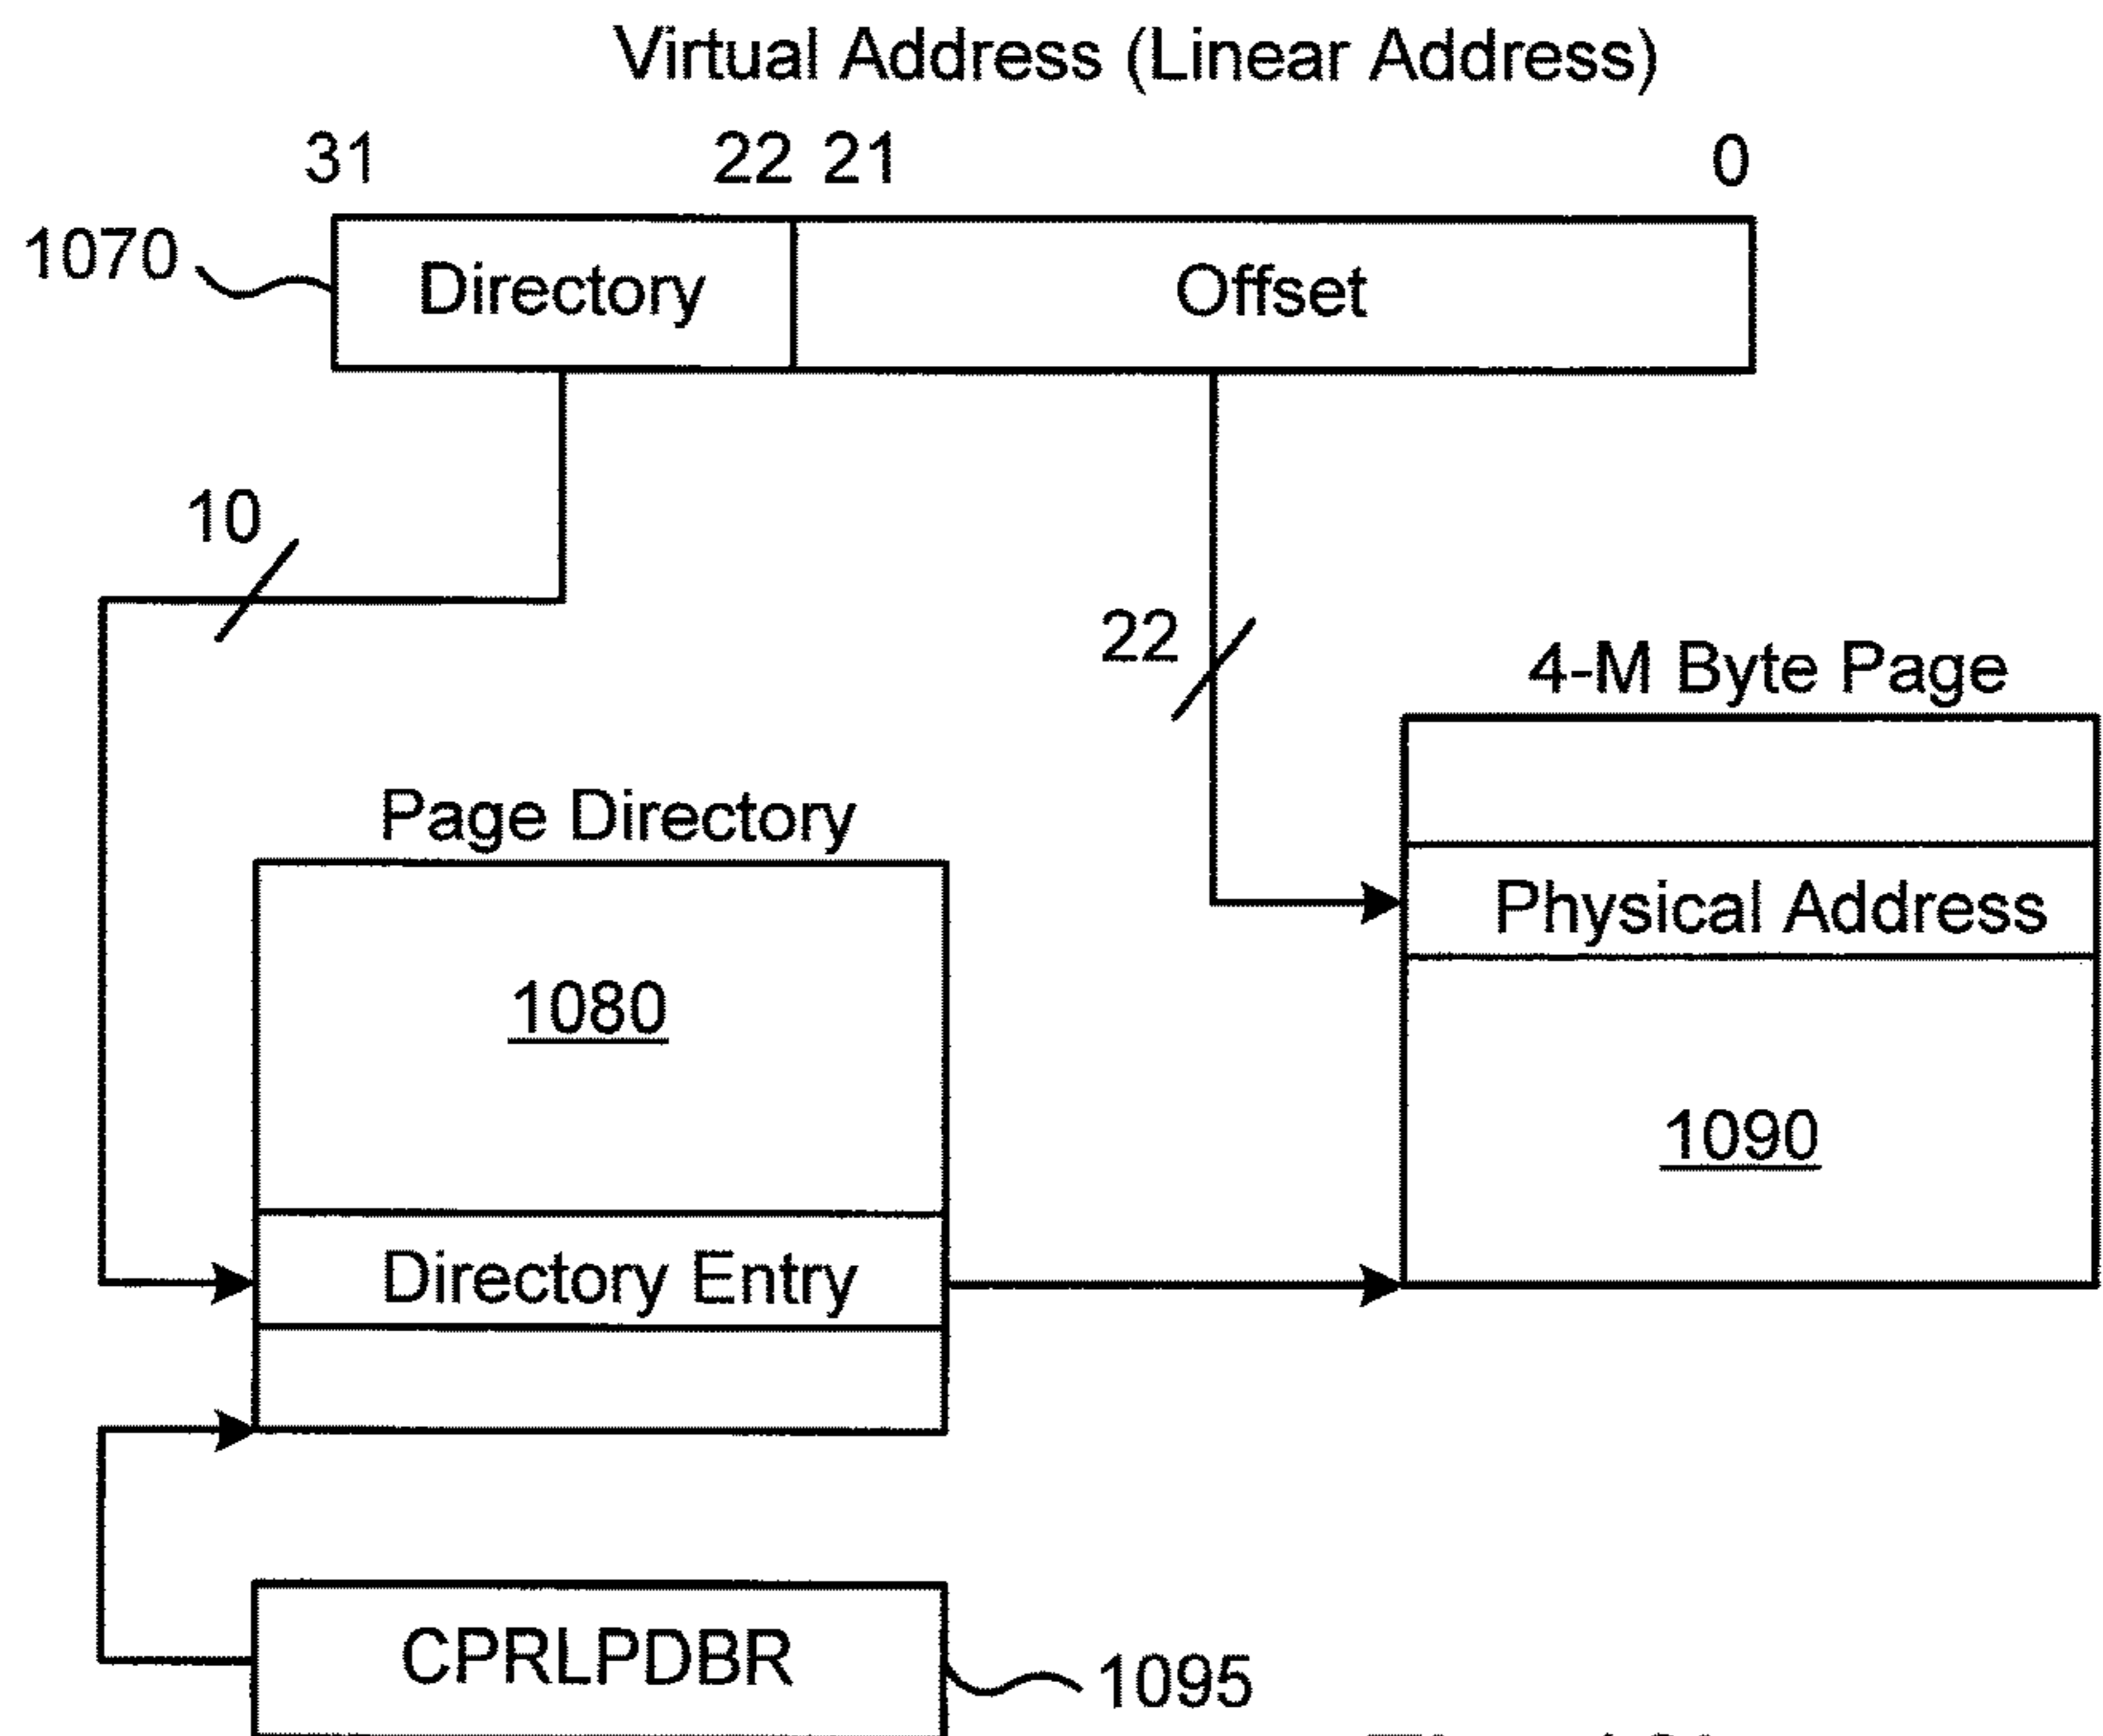 Virtual Address (Linear Address)
31 22 21 0
1070 Directory Offset
10
22
4-M Byte Page
Page Directory
Physical Address
1080
1090
Directory Entry
CPRLPDBR
1095